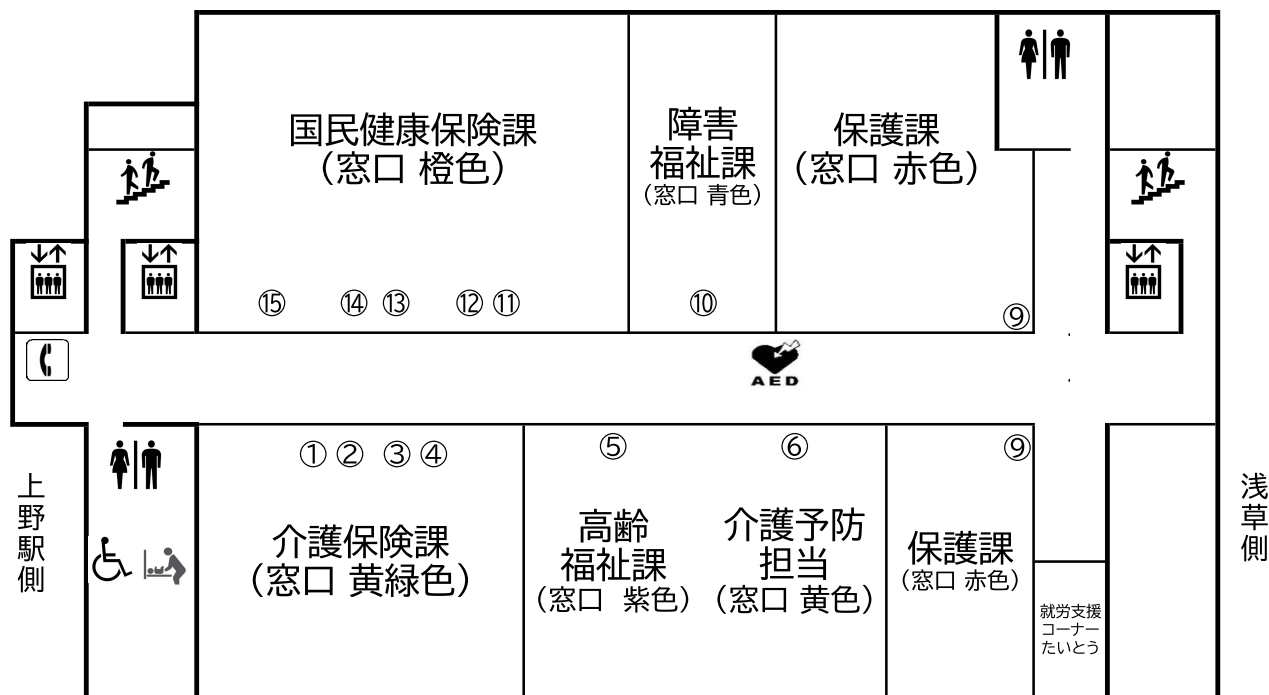 国民健康保険課
（窓口 橙色）
障害
福祉課
（窓口 青色）
保護課
（窓口 赤色）
⑮
⑭
⑬
⑫
⑪
⑩
⑨
AED
①
②
③
④
⑤
⑥
⑨
介護保険課
（窓口 黄緑色）
高齢
福祉課
（窓口 紫色）
介護予防
担当
（窓口 黄色）
保護課
（窓口 赤色）
就労支援
コーナー
たいとう
上野駅側
浅草側